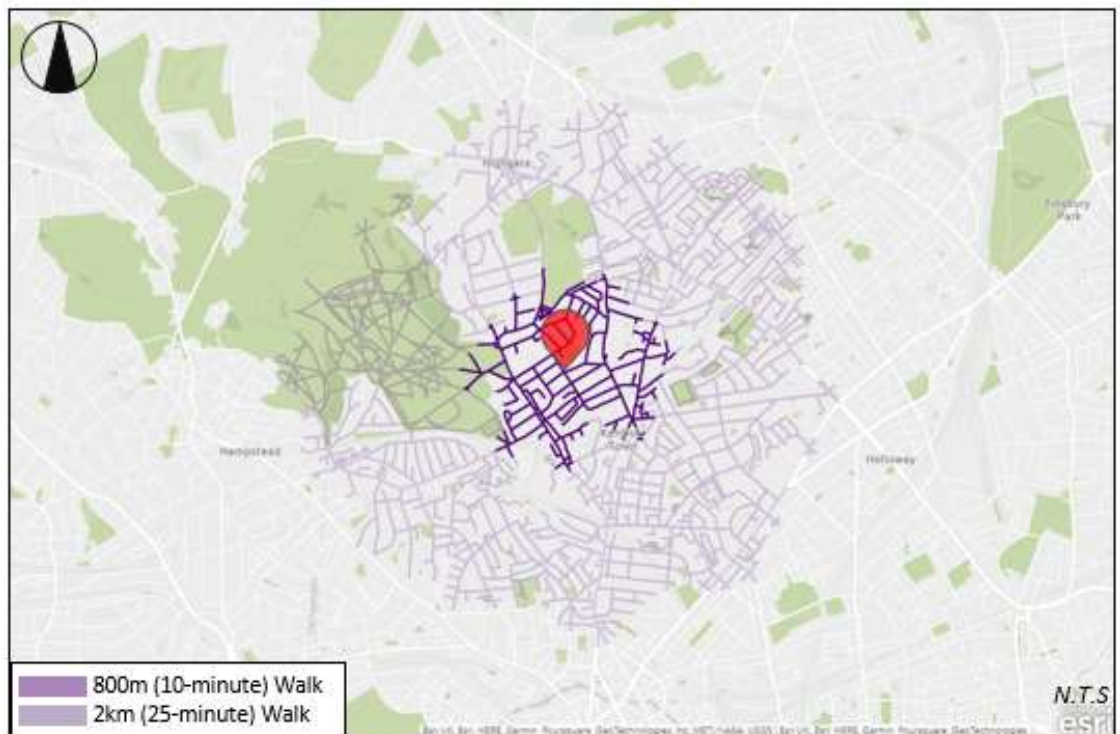 Highgate
Finsbury
Park
Hampstead
Holloway
800m (10-minute) Walk
2km (25-minute) Walk
N.T.S
esri